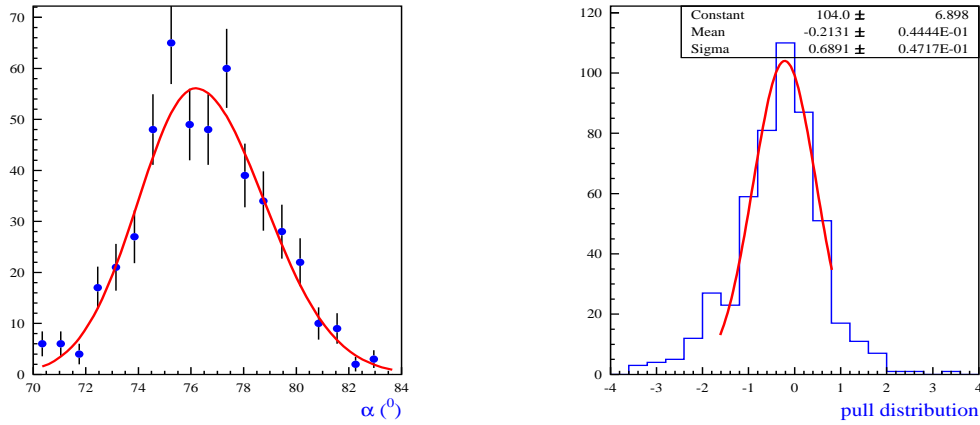 70
60
50
40
30
20
10
0
70 72 74 76 78 80 82 84
α (⁰)
Constant 104.0 ± 6.898
Mean -0.2131 ± 0.4444E-01
Sigma 0.6891 ± 0.4717E-01
120
100
80
60
40
20
0
-4 -3 -2 -1 0 1 2 3 4
pull distribution